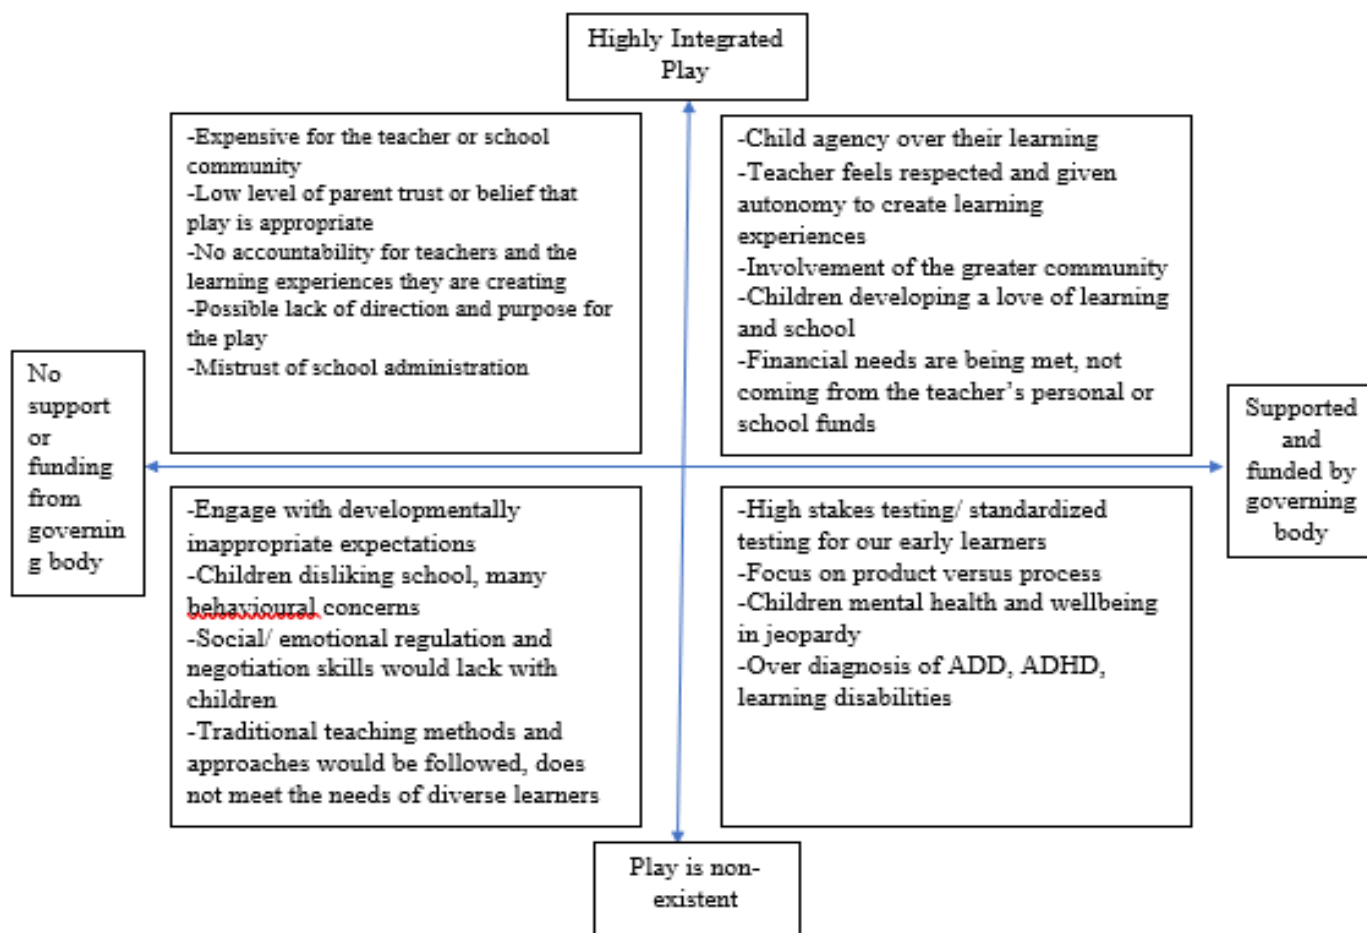 Highly Integrated
Play
-Expensive for the teacher or school
community
-Low level of parent trust or belief that
play is appropriate
-No accountability for teachers and the
learning experiences they are creating
-Possible lack of direction and purpose for
the play
-Mistrust of school administration
-Child agency over their learning
-Teacher feels respected and given
autonomy to create learning
experiences
-Involvement of the greater community
-Children developing a love of learning
and school
-Financial needs are being met, not
coming from the teacher’s personal or
school funds
No
support
or
funding
from
governin
g body
Supported
and
funded by
governing
body
-Engage with developmentally
inappropriate expectations
-Children disliking school, many
behavioural concerns
-Social/ emotional regulation and
negotiation skills would lack with
children
-Traditional teaching methods and
approaches would be followed, does
not meet the needs of diverse learners
-High stakes testing/ standardized
testing for our early learners
-Focus on product versus process
-Children mental health and wellbeing
in jeopardy
-Over diagnosis of ADD, ADHD,
learning disabilities
Play is non-
existent